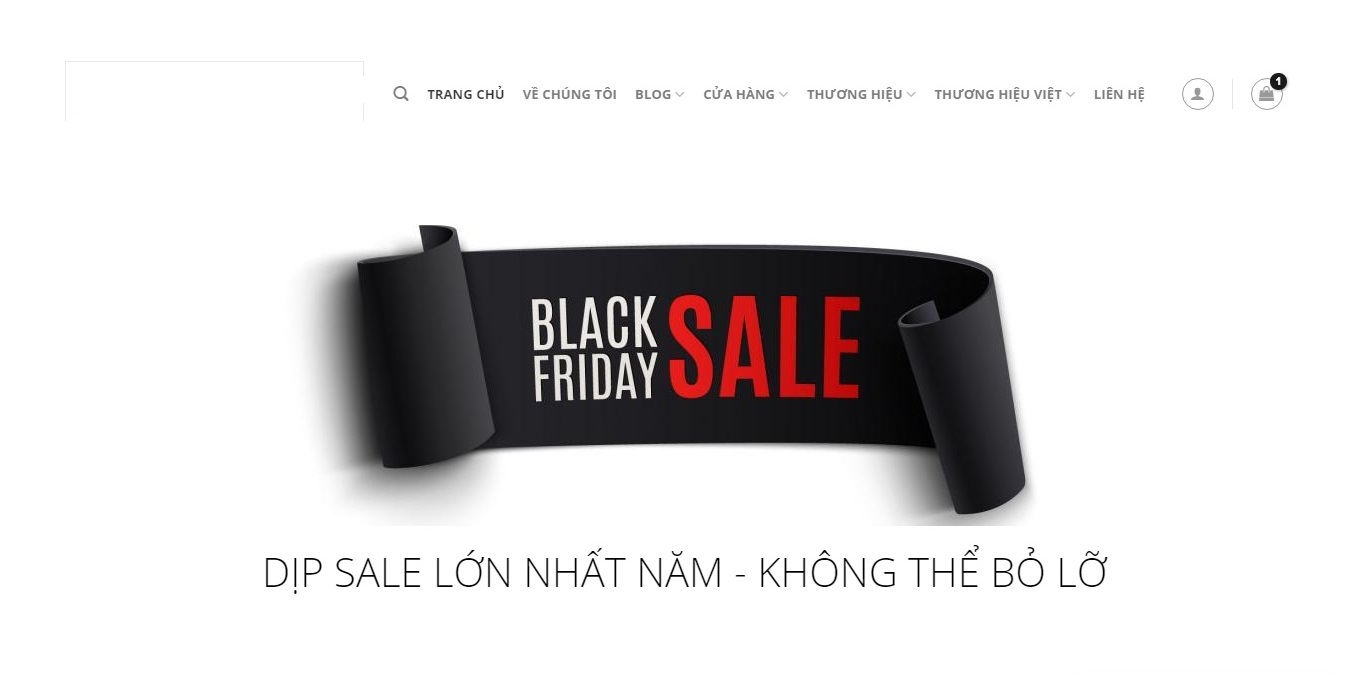 TRANG CHỦ VỀ CHÚNG TÔI BLOG CỬA HÀNG THƯƠNG HIỆU THƯƠNG HIỆU VIỆT LIÊN HỆ 1
BLACK
FRIDAY
SALE
DỊP SALE LỚN NHẤT NĂM - KHÔNG THỂ BỎ LỠ